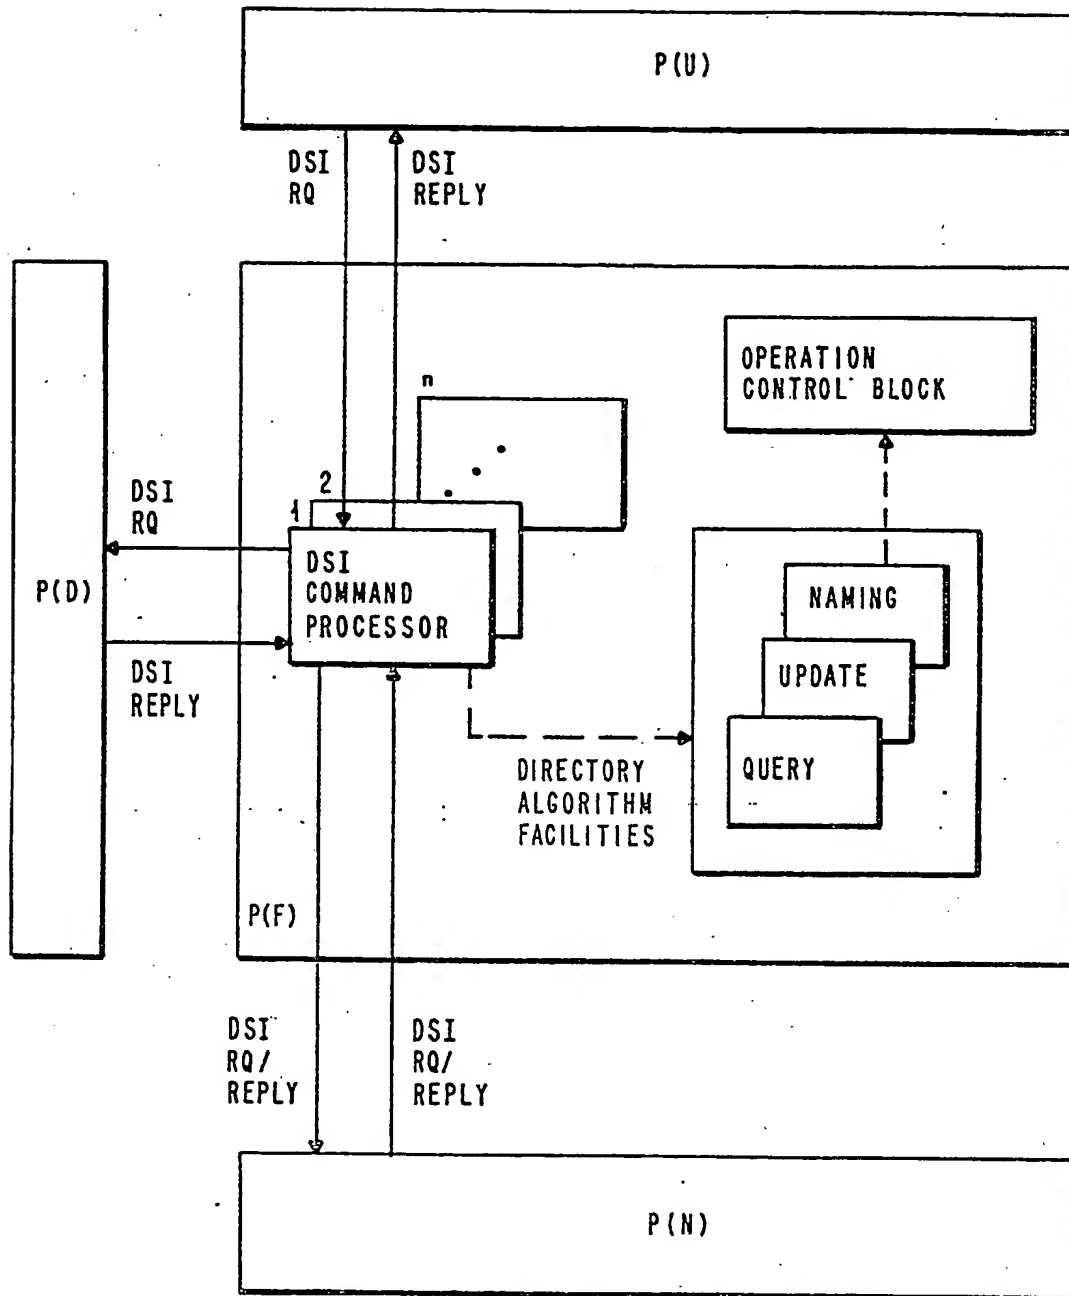 P(U)
DSI
RQ
DSI
REPLY
OPERATION
CONTROL BLOCK
n
2
1
DSI
RQ
P(D)
DSI
REPLY
DSI
COMMAND
PROCESSOR
NAMING
UPDATE
QUERY
DIRECTORY
ALGORITHM
FACILITIES
P(F)
DSI
RQ/
REPLY
DSI
RQ/
REPLY
P(N)